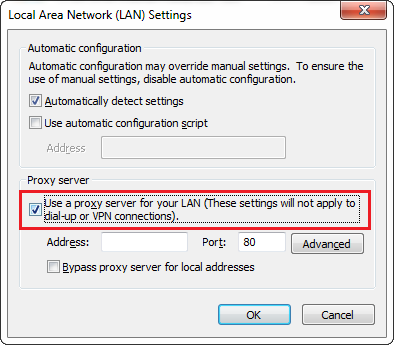 Local Area Network (LAN) Settings
Automatic configuration
Automatic configuration may override manual settings. To ensure the
use of manual settings, disable automatic configuration.
Automatically detect settings
Use automatic configuration script
Address
Proxy server
Use a proxy server for your LAN (These settings will not apply to
dial-up or VPN connections).
Address: Port: 80 Advanced
Bypass proxy server for local addresses
OK Cancel